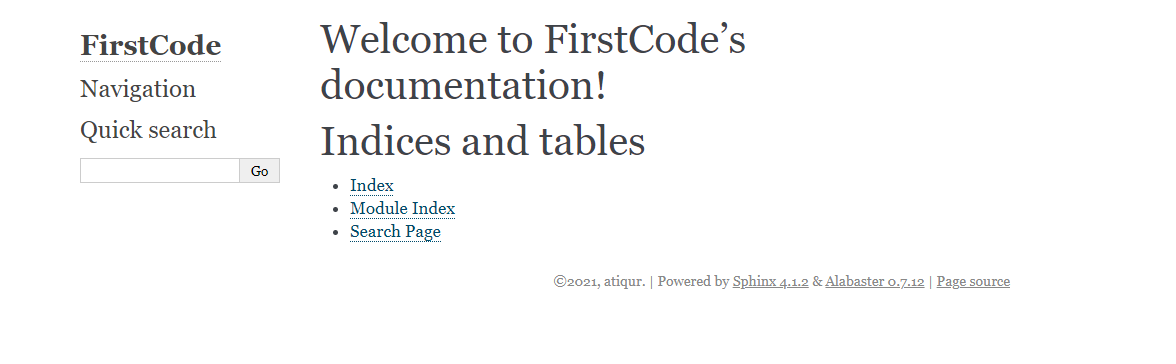 FirstCode
Navigation
Quick search
Go
Welcome to FirstCode’s
documentation!
Indices and tables
Index
Module Index
Search Page
©2021, atiqur. | Powered by Sphinx 4.1.2 & Alabaster 0.7.12 | Page source